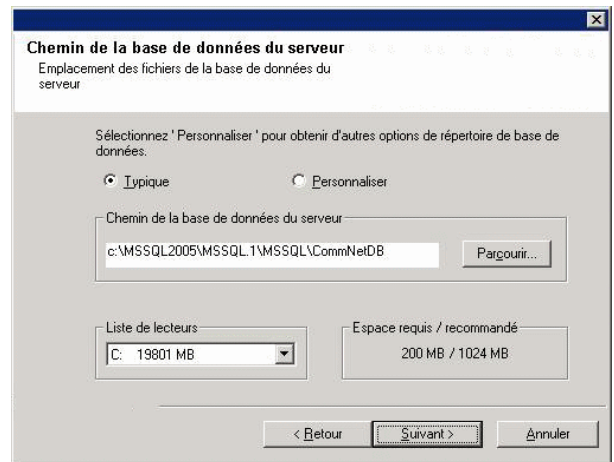 Chemin de la base de données du serveur
Emplacement des fichiers de la base de données du
serveur
Sélectionnez ' Personnaliser ' pour obtenir d'autres options de répertoire de base de
données.
Typique
Personnaliser
Chemin de la base de données du serveur
c:\MSSQL2005\MSSQL.1\MSSQL\CommNetDB
Parcourir...
Liste de lecteurs
C: 19801 MB
Espace requis / recommandé
200 MB / 1024 MB
< Retour
Suivant >
Annuler